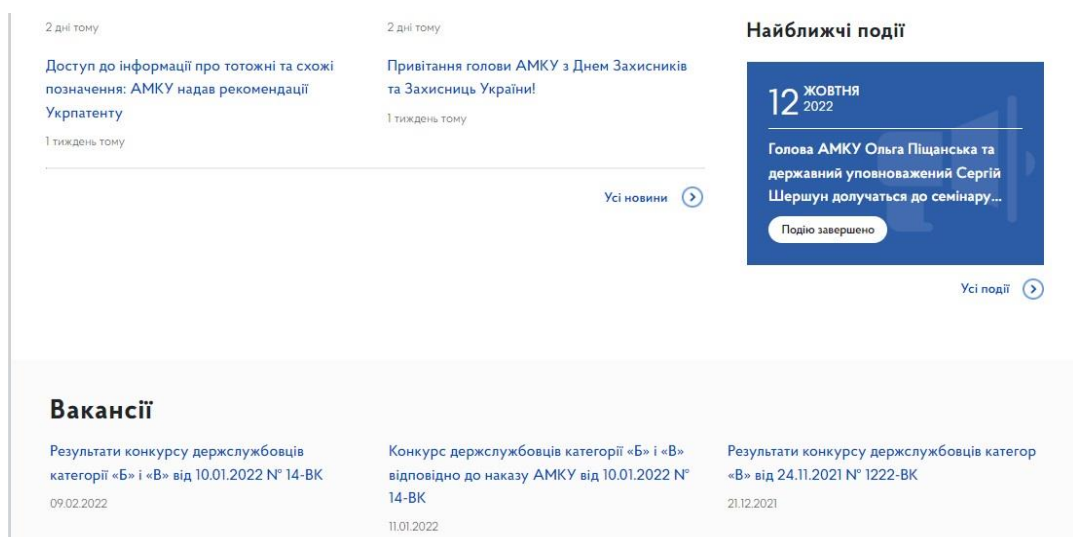 2 дні тому
Доступ до інформації про тотожні та схожі
позначення: АМКУ надав рекомендації
Укрпатенту
1 тиждень тому
2 дні тому
Привітання голови АМКУ з Днем Захисників
та Захисниць України!
1 тиждень тому
Усі новини
Найближчі події
12 ЖОВТНЯ
2022
Голова АМКУ Ольга Піщанська та
державний уповноважений Сергій
Шершун долучаться до семінару...
Подію завершено
Усі події
Вакансії
Результати конкурсу держслужбовців
категорії «Б» і «В» від 10.01.2022 № 14-ВК
09.02.2022
Конкурс держслужбовців категорії «Б» і «В»
відповідно до наказу АМКУ від 10.01.2022 №
14-ВК
11.01.2022
Результати конкурсу держслужбовців категор
«В» від 24.11.2021 № 1222-ВК
21.12.2021